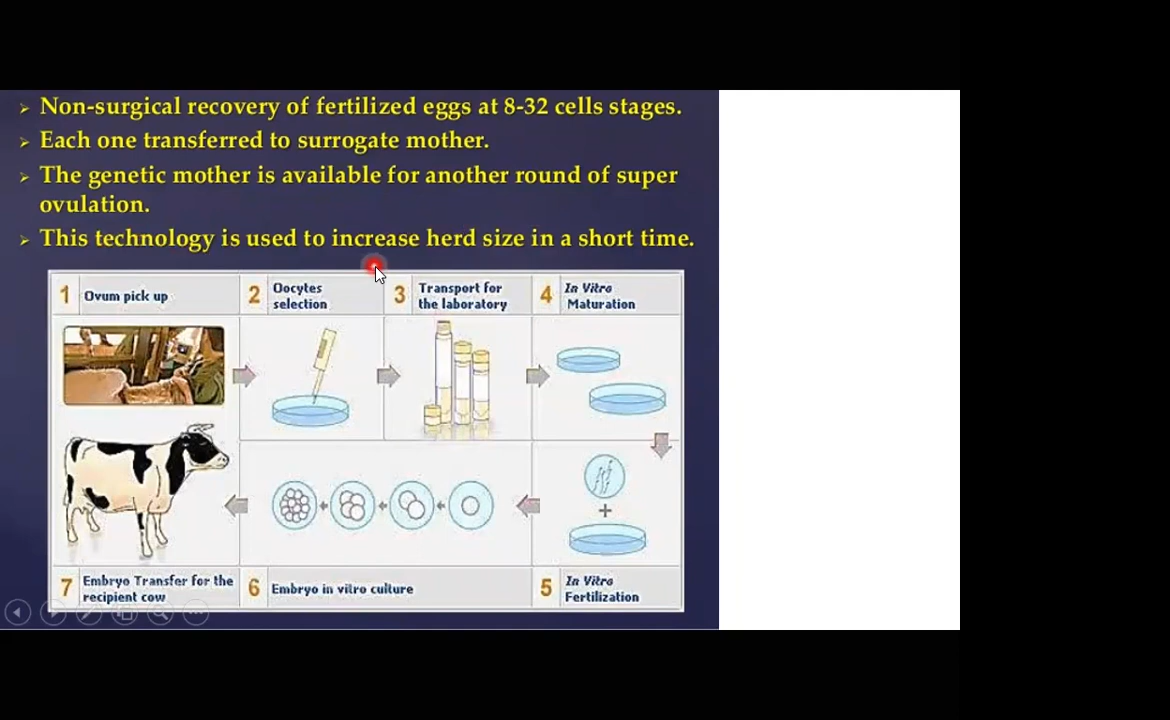 Non-surgical recovery of fertilized eggs at 8-32 cells stages.
Each one transferred to surrogate mother.
The genetic mother is available for another round of super
ovulation.
This technology is used to increase herd size in a short time.
1 Ovum pick up
2 Oocytes
selection
3 Transport for
the laboratory
4 In Vitro
Maturation
+
7 Embryo Transfer for the
recipient cow
6 Embryo in vitro culture
5 In Vitro
Fertilization